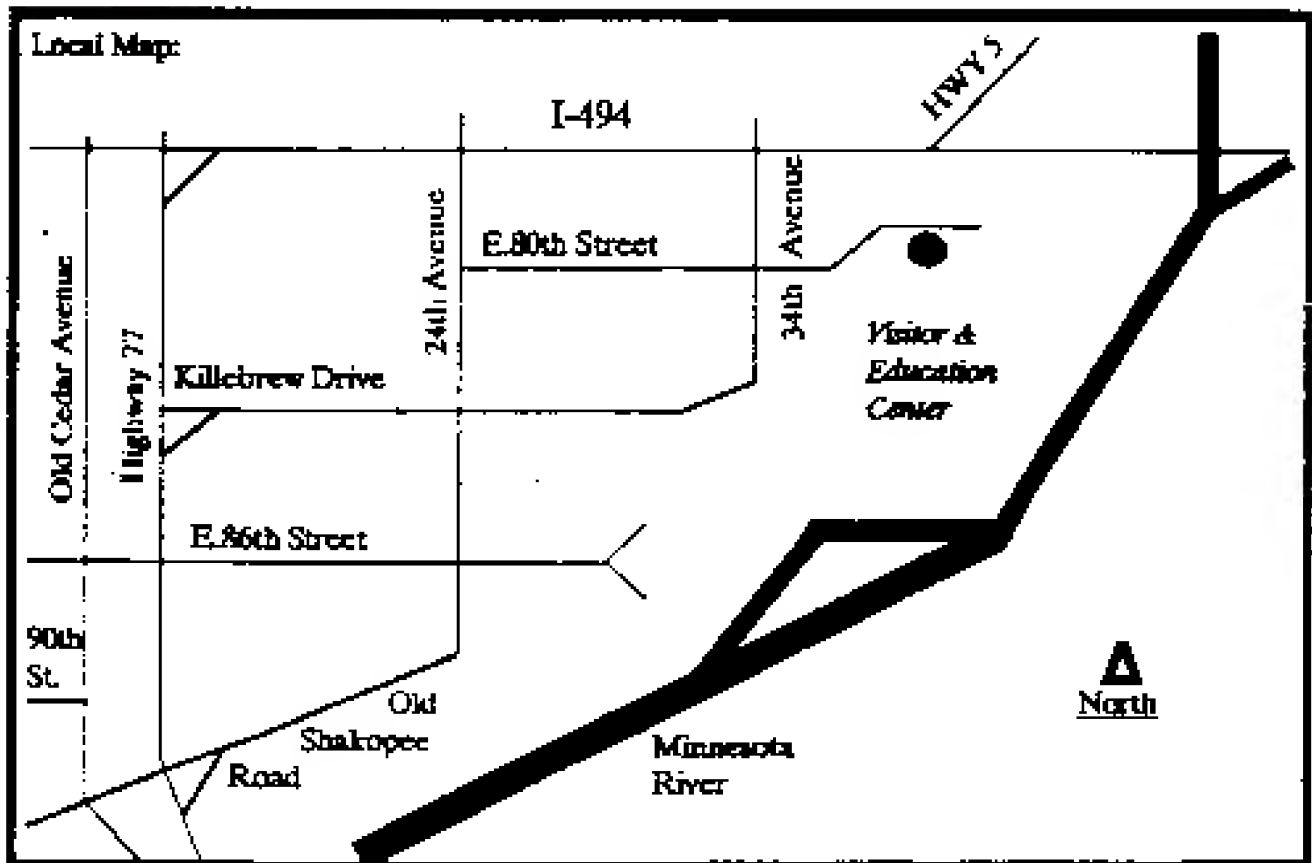 Local Map:
HWY 5
I-494
E.80th Street
24th Avenue
34th Avenue
Old Cedar Avenue
Highway 77
Killebrew Drive
Visitor &
Education
Center
E.86th Street
90th
St.
Old
Shakopee
Road
Minnesota
River
North